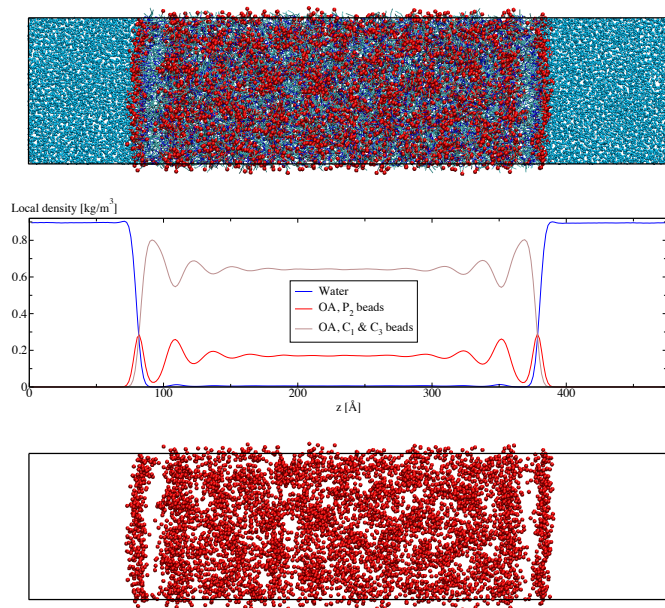 Local density [kg/m³]
0.8
0.6
0.4
0.2
0
Water
OA, P₂ beads
OA, C₁ & C₃ beads
0 100 200 300 400
z [Å]